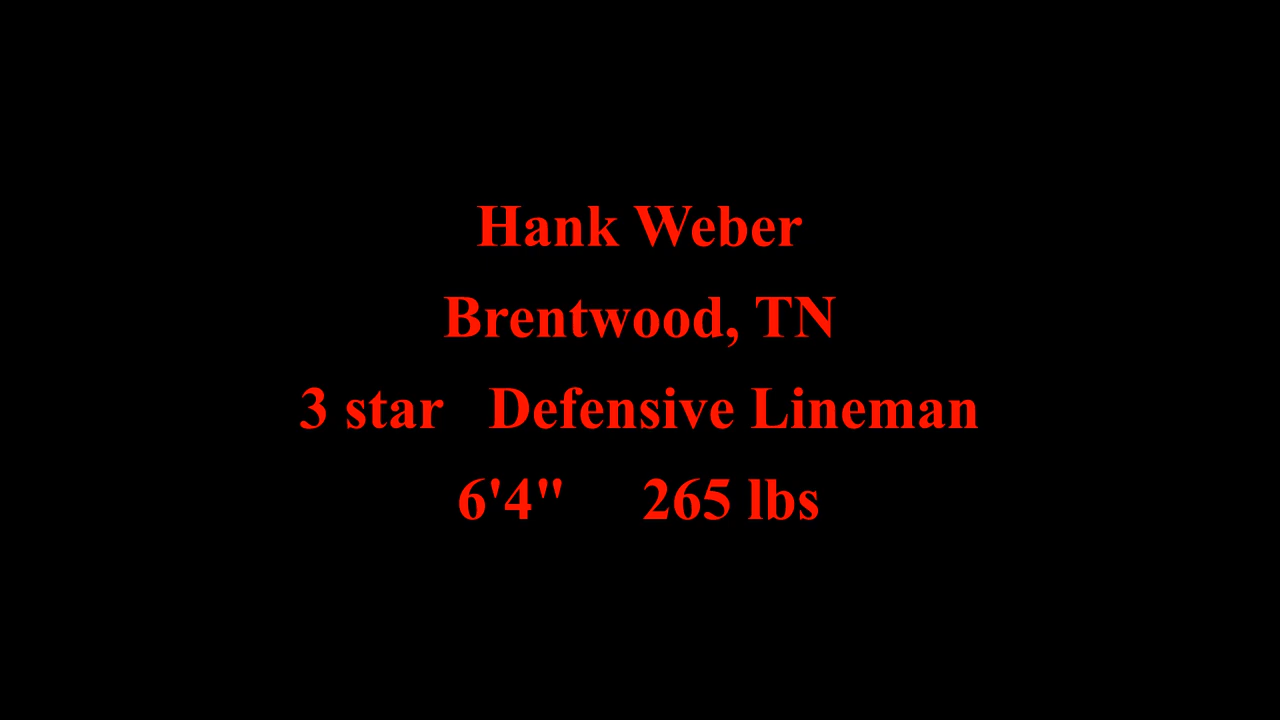 Hank Weber
Brentwood, TN
3 star   Defensive Lineman
6'4"     265 lbs